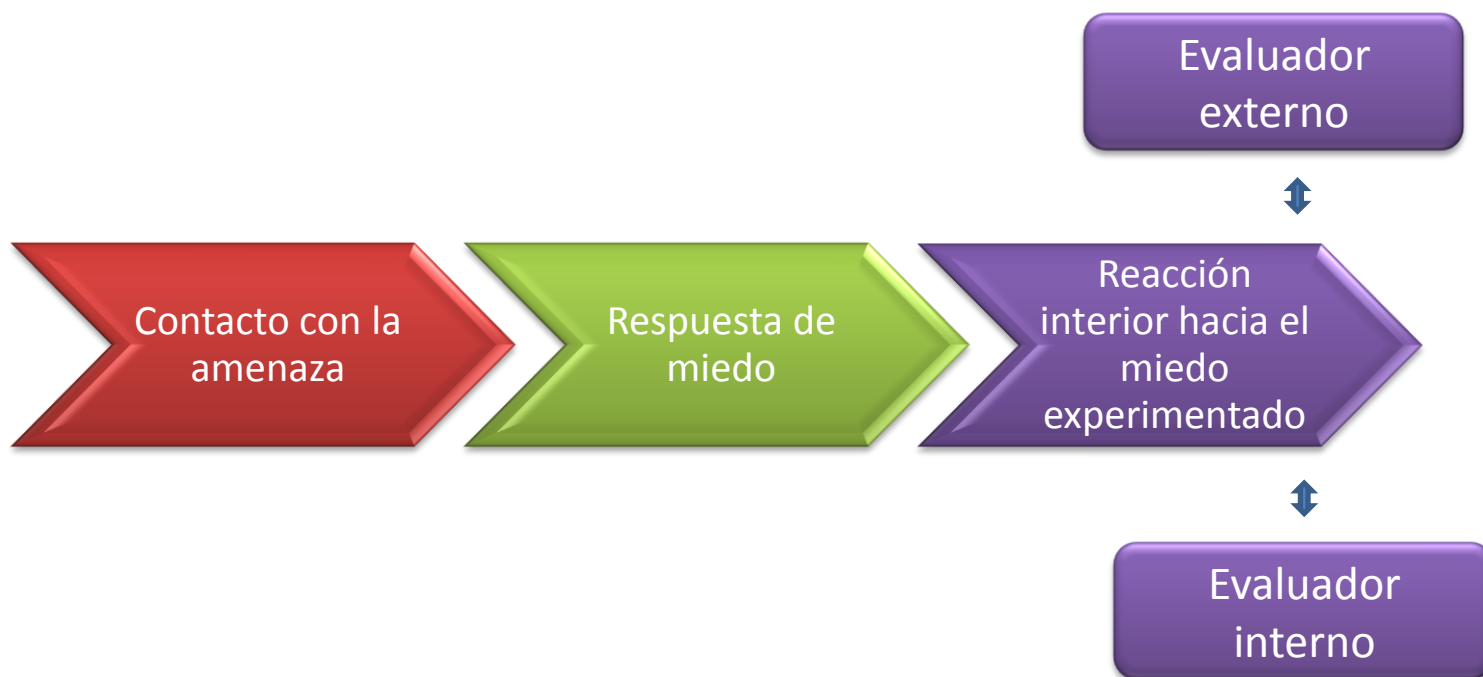 Evaluador
externo
Contacto con la
amenaza
Respuesta de
miedo
Reacción
interior hacia el
miedo
experimentado
Evaluador
interno